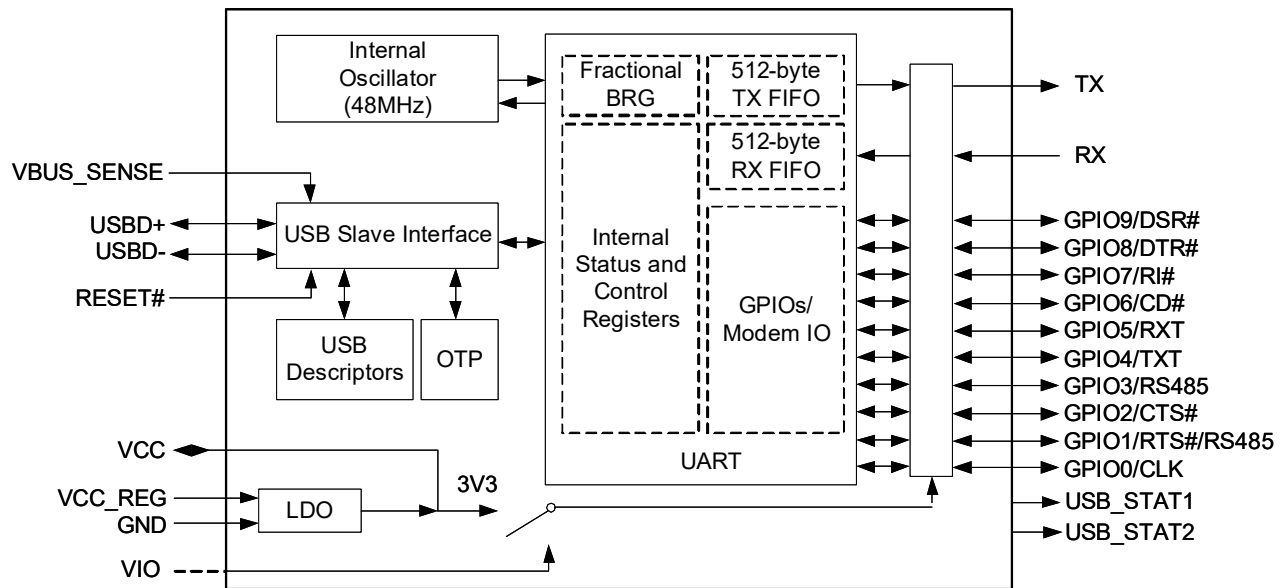 Internal
Oscillator
(48MHz)
Fractional
BRG
512-byte
TX FIFO
512-byte
RX FIFO
Internal
Status and
Control
Registers
GPIOs/
Modem IO
UART
VBUS_SENSE
USBD+
USBD-
RESET#
USB Slave Interface
USB
Descriptors
OTP
VCC
VCC_REG
GND
VIO
LDO
3V3
TX
RX
GPIO9/DSR#
GPIO8/DTR#
GPIO7/RI#
GPIO6/CD#
GPIO5/RXT
GPIO4/TXT
GPIO3/RS485
GPIO2/CTS#
GPIO1/RTS#/RS485
GPIO0/CLK
USB_STAT1
USB_STAT2